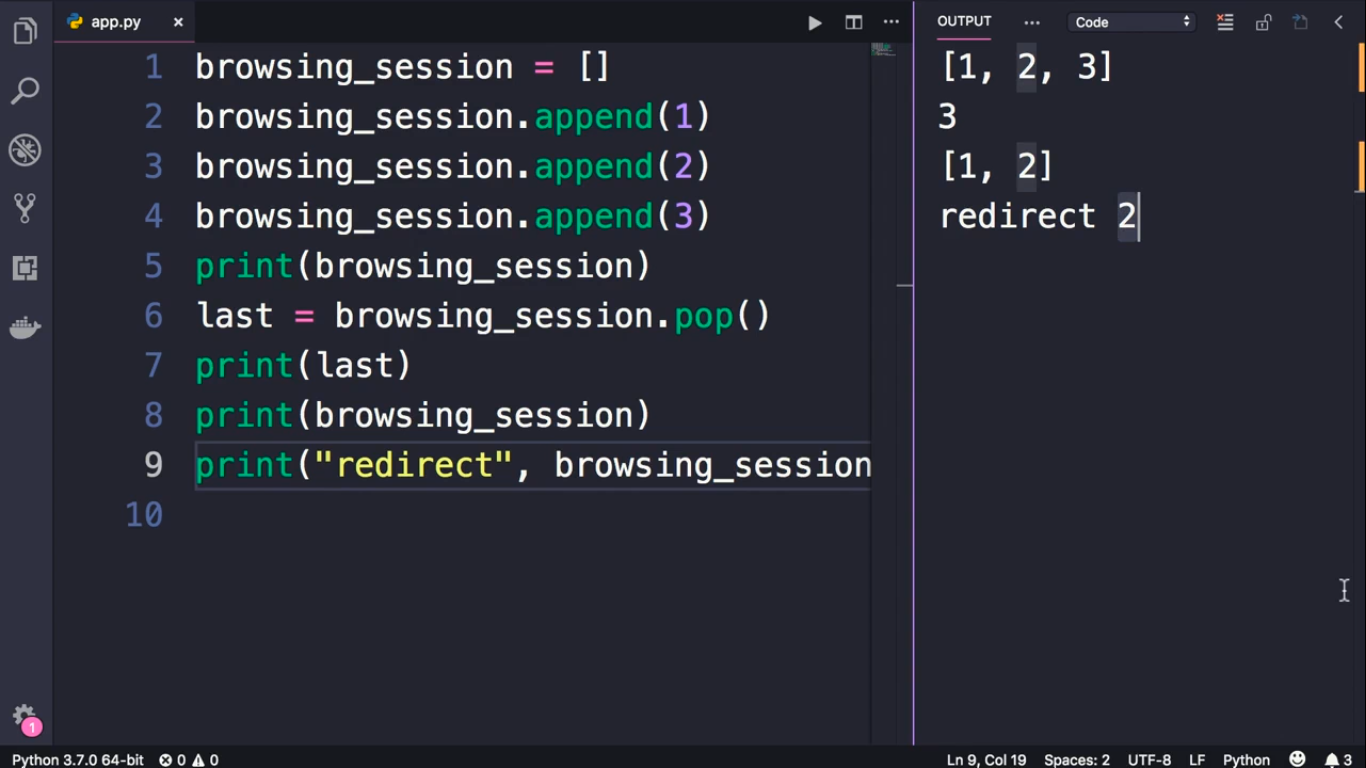 app.py
OUTPUT
Code
1 browsing_session = []
2 browsing_session.append(1)
3 browsing_session.append(2)
4 browsing_session.append(3)
5 print(browsing_session)
6 last = browsing_session.pop()
7 print(last)
8 print(browsing_session)
9 print("redirect", browsing_session
10
[1, 2, 3]
3
[1, 2]
redirect 2
1
Python 3.7.0 64-bit 0 0
Ln 9, Col 19 Spaces: 2 UTF-8 LF Python 3